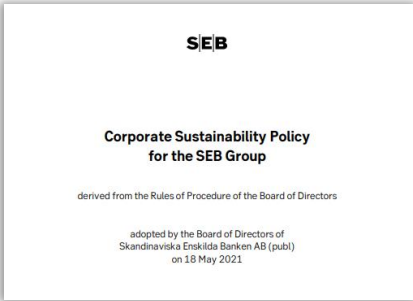 SEB
Corporate Sustainability Policy
for the SEB Group
derived from the Rules of Procedure of the Board of Directors
adopted by the Board of Directors of
Skandinaviska Enskilda Banken AB (publ)
on 18 May 2021